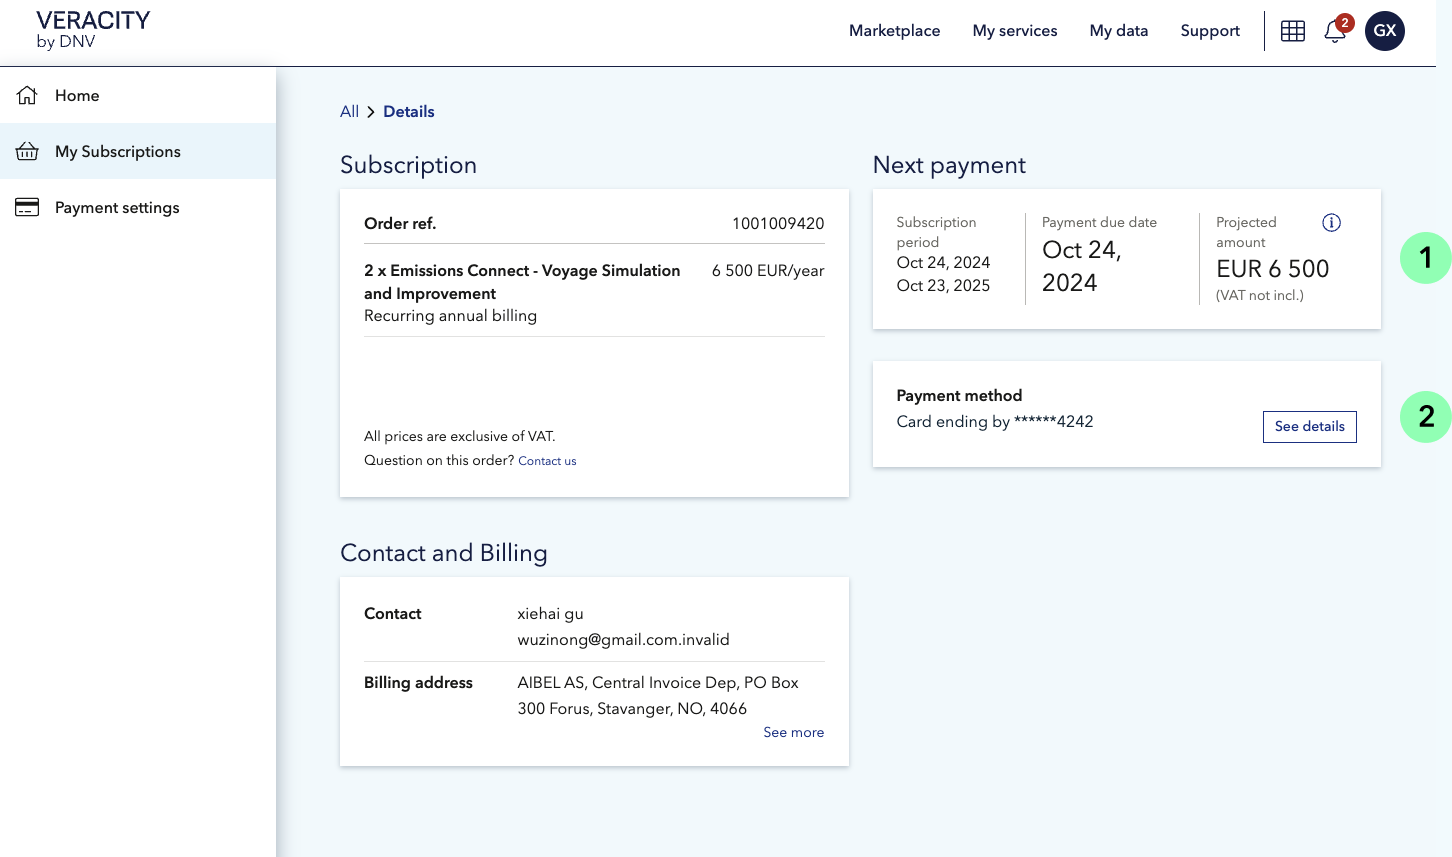 VERACITY
by DNV
Marketplace
My services
My data
Support
2
GX
Home
My Subscriptions
Payment settings
All
Details
Subscription
Order ref.
1001009420
2 x Emissions Connect - Voyage Simulation
and Improvement
6 500 EUR/year
Recurring annual billing
All prices are exclusive of VAT.
Question on this order? Contact us
Next payment
Subscription
period
Oct 24, 2024
Oct 23, 2025
Payment due date
Oct 24,
2024
Projected
amount
EUR 6 500
(VAT not incl.)
1
Payment method
Card ending by ******4242
See details
2
Contact and Billing
Contact
xiehai gu
wuzinong@gmail.com.invalid
Billing address
AIBEL AS, Central Invoice Dep, PO Box
300 Forus, Stavanger, NO, 4066
See more